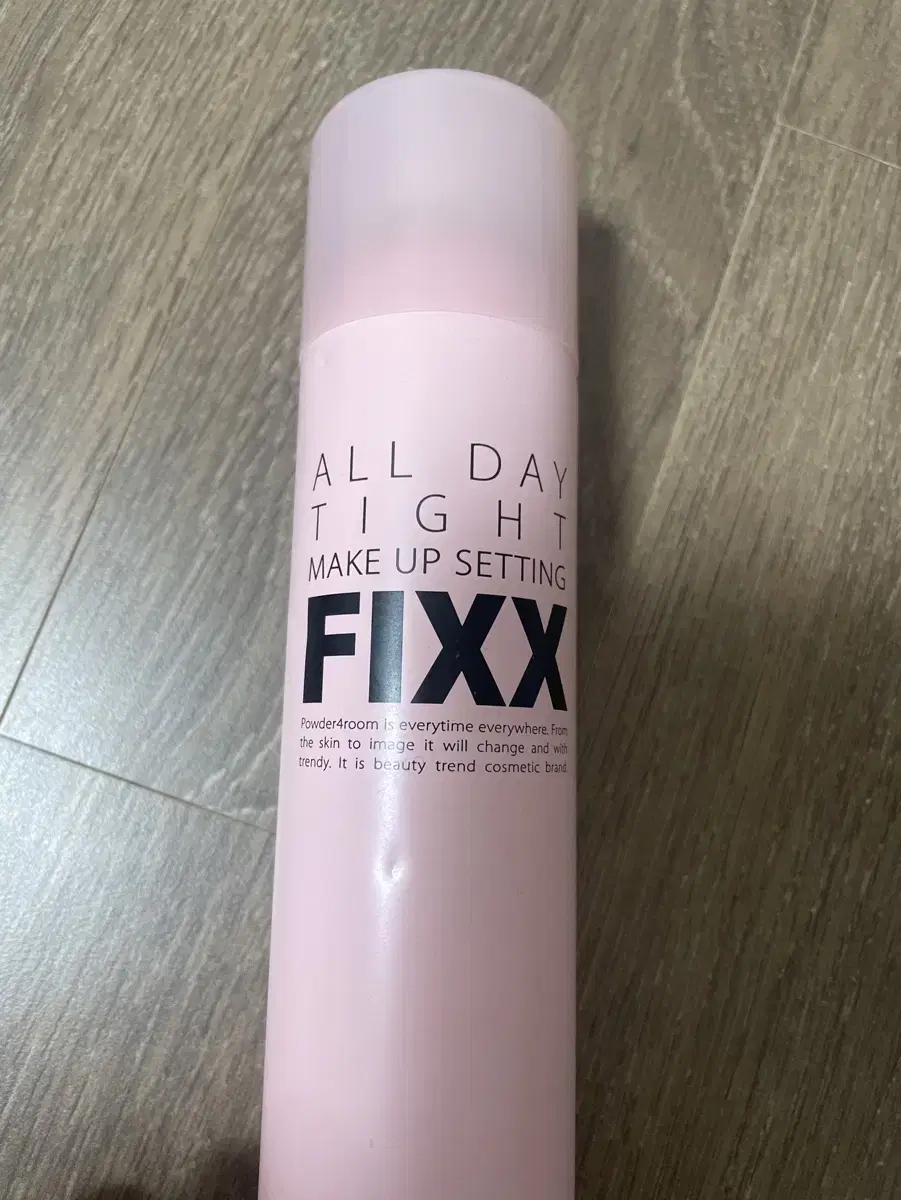 ALL DAY
TIGHT
MAKE UP SETTING
FIXX
Powder4room is everytime everywhere. From
the skin to image it will change and with
trendy. It is beauty trend cosmetic brand.